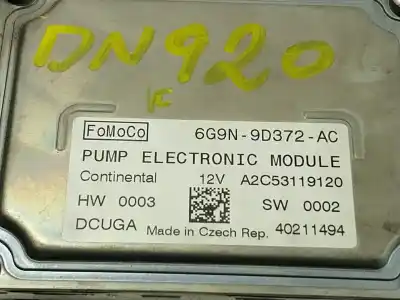 DN920
F
FoMoCo 6G9N-9D372-AC
PUMP ELECTRONIC MODULE
Continental 12V A2C53119120
HW 0003 SW 0002
DCUGA Made in Czech Rep. 40211494